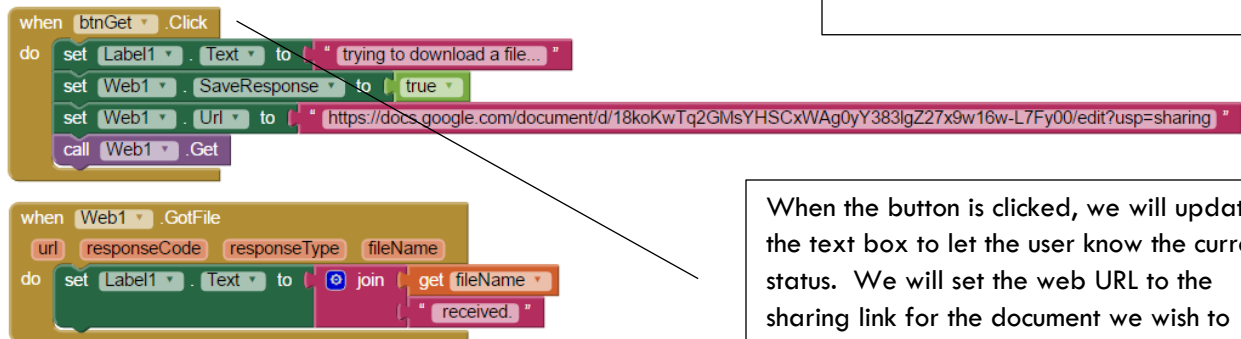 when btnGet .Click
do set Label1 . Text to " trying to download a file... "
set Web1 . SaveResponse to true
set Web1 . Url to " https://docs.google.com/document/d/18koKwTq2GMsYHSCxWAg0yY383lgZ27x9w16w-L7Fy00/edit?usp=sharing "
call Web1 .Get
when Web1 .GotFile
url responseCode responseType fileName
do set Label1 . Text to join get fileName
" received. "
When the button is clicked, we will updat
the text box to let the user know the curr
status. We will set the web URL to the
sharing link for the document we wish to